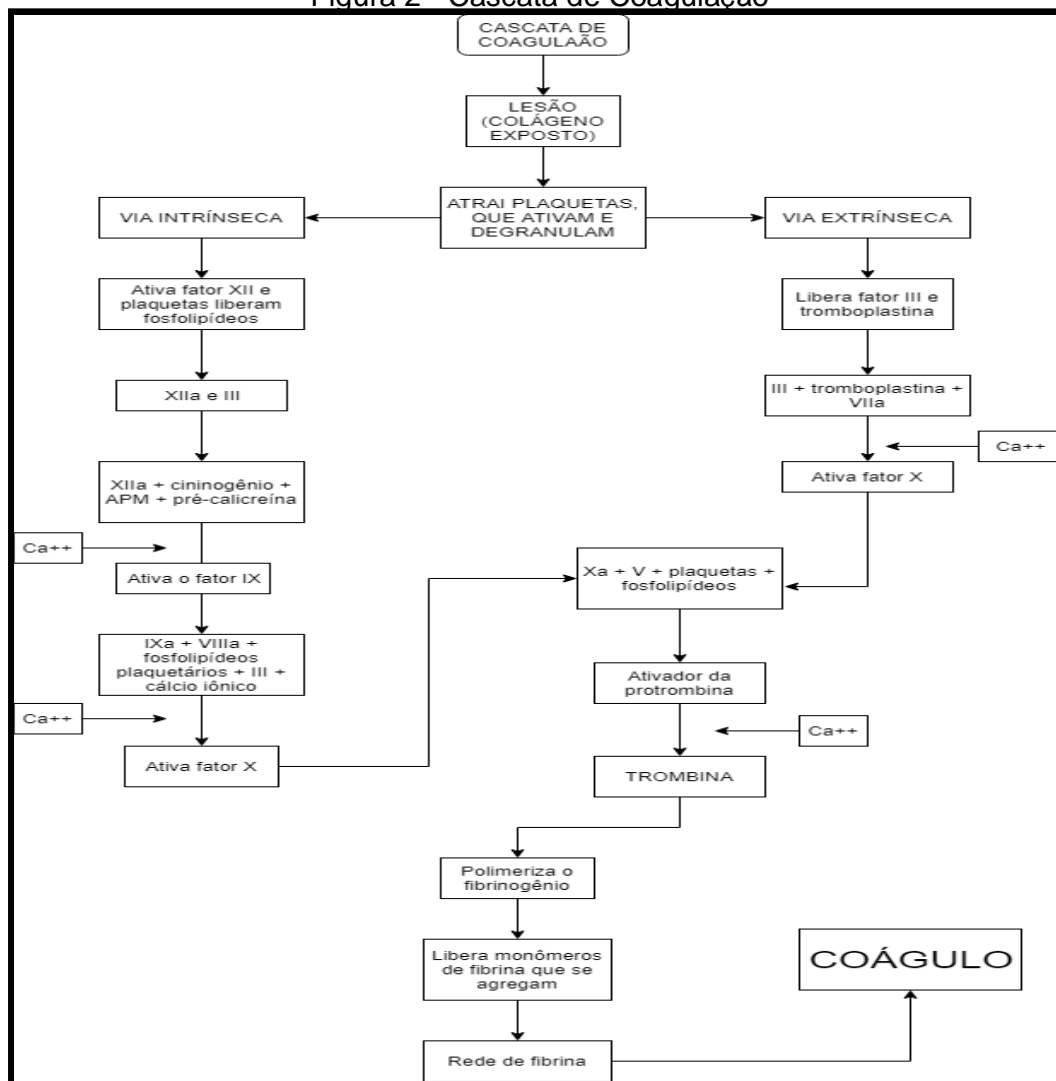 Figura 2 - Cascata de Coagulação
CASCATA DE
COAGULAÃO
LESÃO
(COLÁGENO
EXPOSTO)
ATRAI PLAQUETAS,
QUE ATIVAM E
DEGRANULAM
VIA INTRÍNSECA
Ativa fator XII e
plaquetas liberam
fosfolipídeos
XIIa e III
XIIa + cininogênio +
APM + pré-calicreína
Ca++
Ativa o fator IX
IXa + VIIIa +
fosfolipídeos
plaquetários + III +
cálcio iônico
Ca++
Ativa fator X
VIA EXTRÍNSECA
Libera fator III e
tromboplastina
III + tromboplastina +
VIIa
Ca++
Ativa fator X
Xa + V + plaquetas +
fosfolipídeos
Ativador da
protrombina
Ca++
TROMBINA
Polimeriza o
fibrinogênio
Libera monômeros
de fibrina que se
agregam
Rede de fibrina
COÁGULO